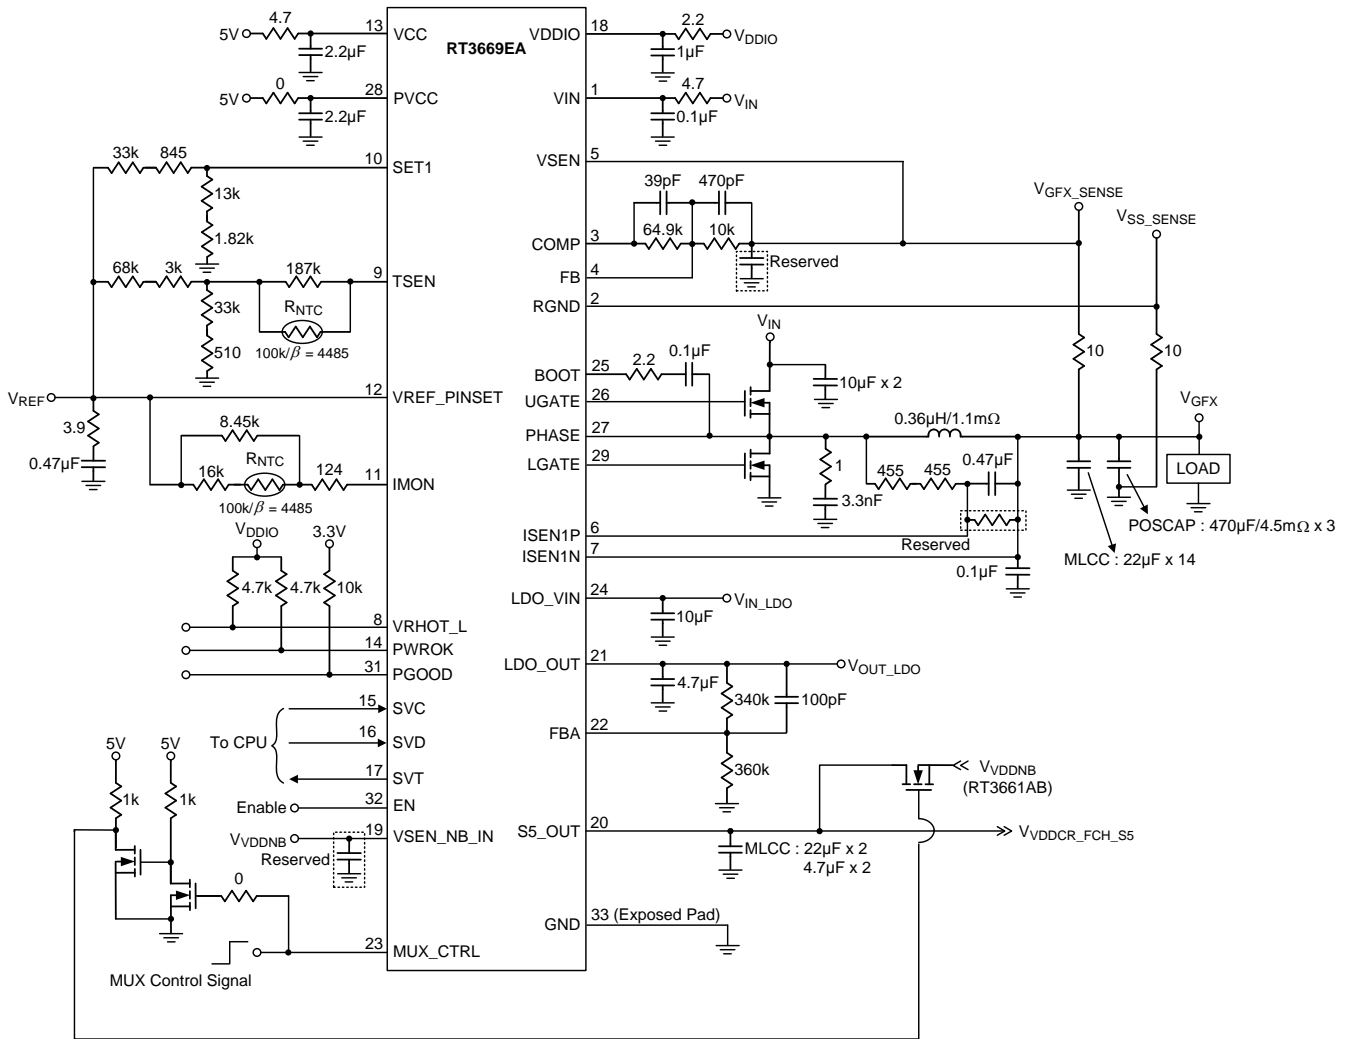 RT3669EA
5V
4.7
13
VCC
2.2µF
5V
0
28
PVCC
2.2µF
33k
845
10
SET1
13k
1.82k
68k
3k
187k
9
TSEN
33k
RNTC
100k/β = 4485
510
VREF
12
VREF_PINSET
3.9
0.47µF
8.45k
RNTC
16k
124
11
IMON
100k/β = 4485
VDDIO
3.3V
4.7k
4.7k
10k
8
VRHOT_L
14
PWROK
31
PGOOD
15
SVC
To CPU
16
SVD
17
SVT
5V
5V
1k
1k
Enable
32
EN
VVDDNB
19
VSEN_NB_IN
Reserved
0
23
MUX_CTRL
MUX Control Signal
VDDIO
18
2.2
VDDIO
1µF
VIN
1
4.7
VIN
0.1µF
VSEN
5
39pF
470pF
VGFX_SENSE
VSS_SENSE
COMP
3
64.9k
10k
Reserved
FB
4
RGND
2
VIN
10
10
BOOT
25
2.2
0.1µF
10µF x 2
UGATE
26
PHASE
27
0.36µH/1.1mΩ
VGFX
LGATE
29
1
455
455
0.47µF
LOAD
3.3nF
POSCAP : 470µF/4.5mΩ x 3
ISEN1P
6
Reserved
ISEN1N
7
MLCC : 22µF x 14
0.1µF
LDO_VIN
24
VIN_LDO
10µF
LDO_OUT
21
VOUT_LDO
4.7µF
340k
100pF
FBA
22
360k
VVDDNB
(RT3661AB)
S5_OUT
20
VVDDCR_FCH_S5
MLCC : 22µF x 2
4.7µF x 2
GND
33 (Exposed Pad)